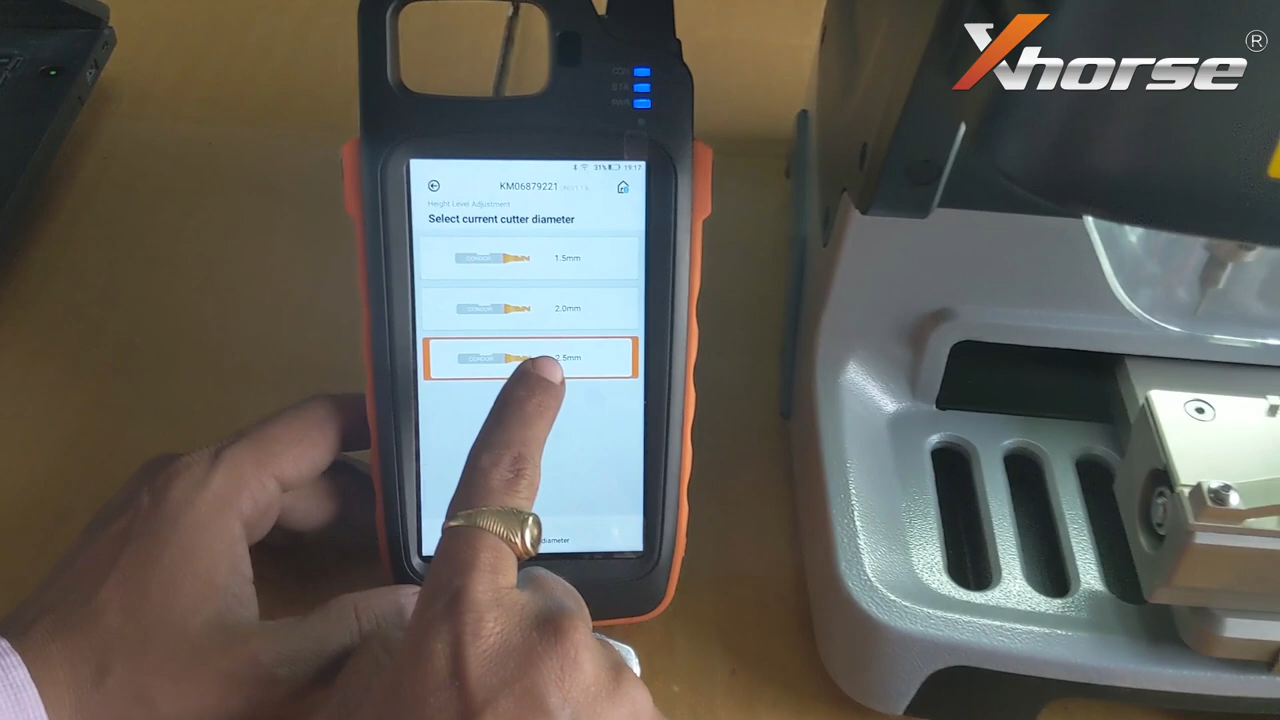 Xhorse®
CON
STA
PWR
31% 19:17
KM06879221
Height Level Adjustment
Select current cutter diameter
CONDOR 1.5mm
CONDOR 2.0mm
CONDOR 2.5mm
diameter